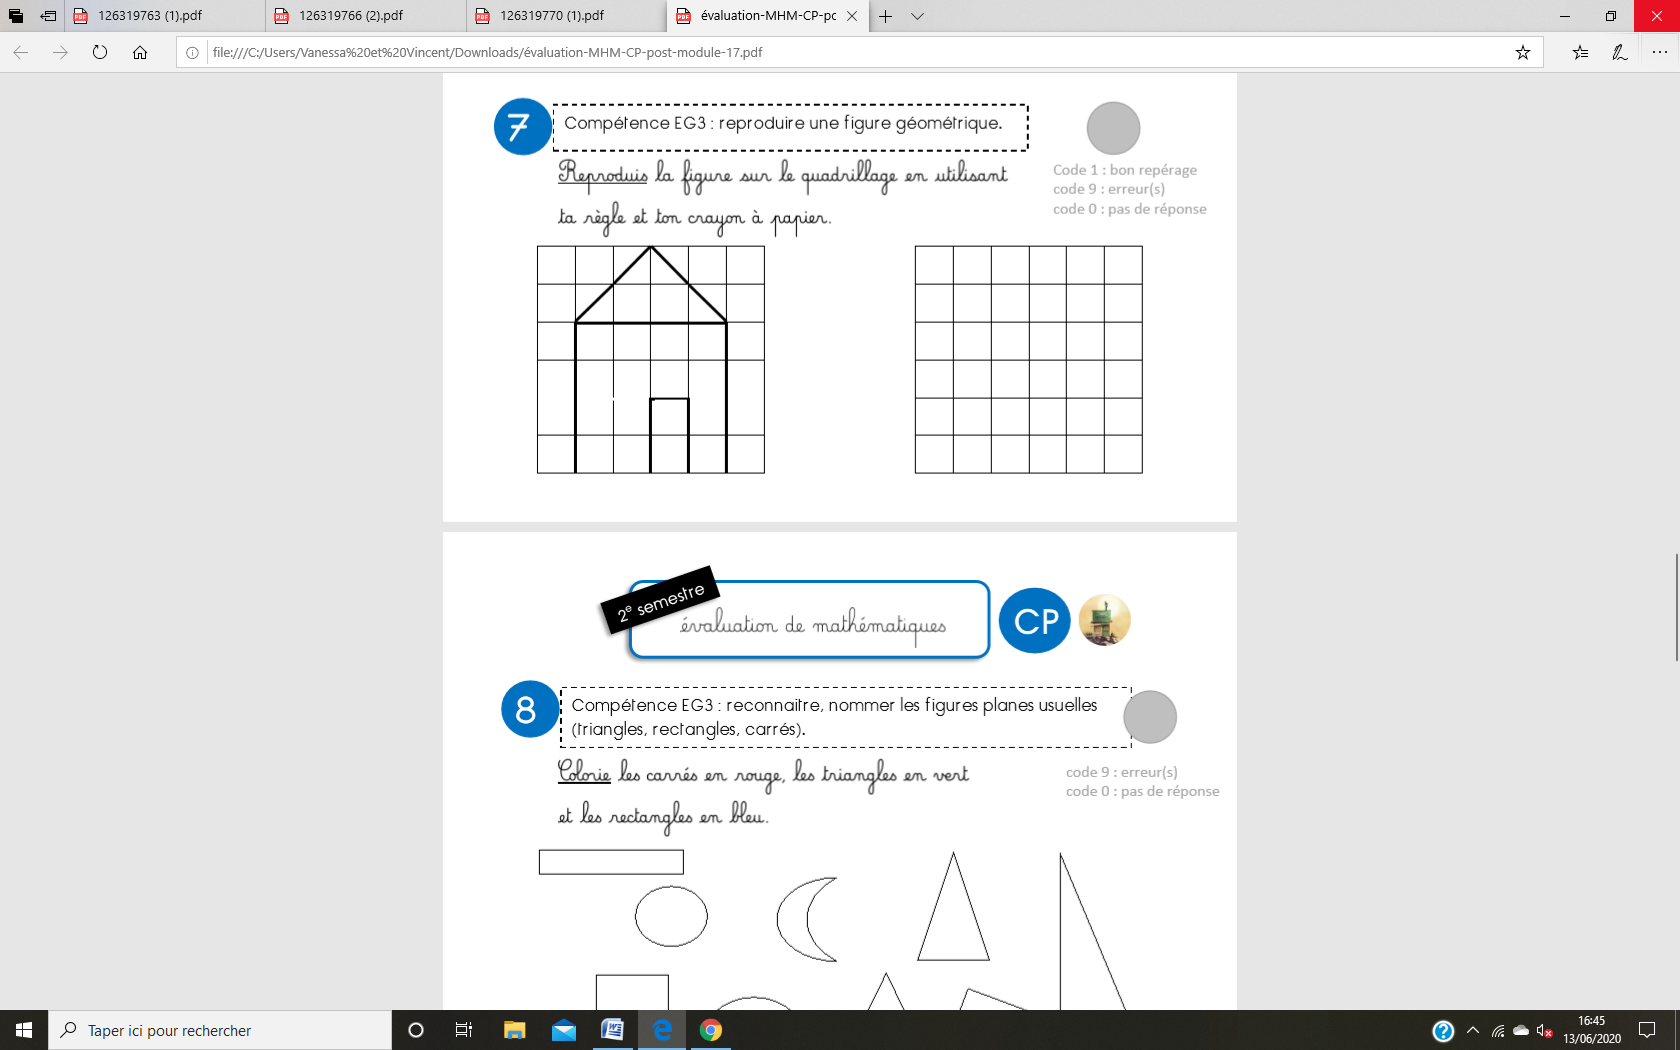 126319763 (1).pdf
126319766 (2).pdf
126319770 (1).pdf
évaluation-MHM-CP-po
file:///C:/Users/Vanessa%20et%20Vincent/Downloads/évaluation-MHM-CP-post-module-17.pdf
7
Compétence EG3 : reproduire une figure géométrique.
Reproduis la figure sur le quadrillage en utilisant
ta règle et ton crayon à papier.
Code 1 : bon repérage
code 9 : erreur(s)
code 0 : pas de réponse
2e semestre
évaluation de mathématiques
CP
8
Compétence EG3 : reconnaitre, nommer les figures planes usuelles
(triangles, rectangles, carrés).
Colorie les carrés en rouge, les triangles en vert
et les rectangles en bleu.
code 9 : erreur(s)
code 0 : pas de réponse
Taper ici pour rechercher
16:45
13/06/2020